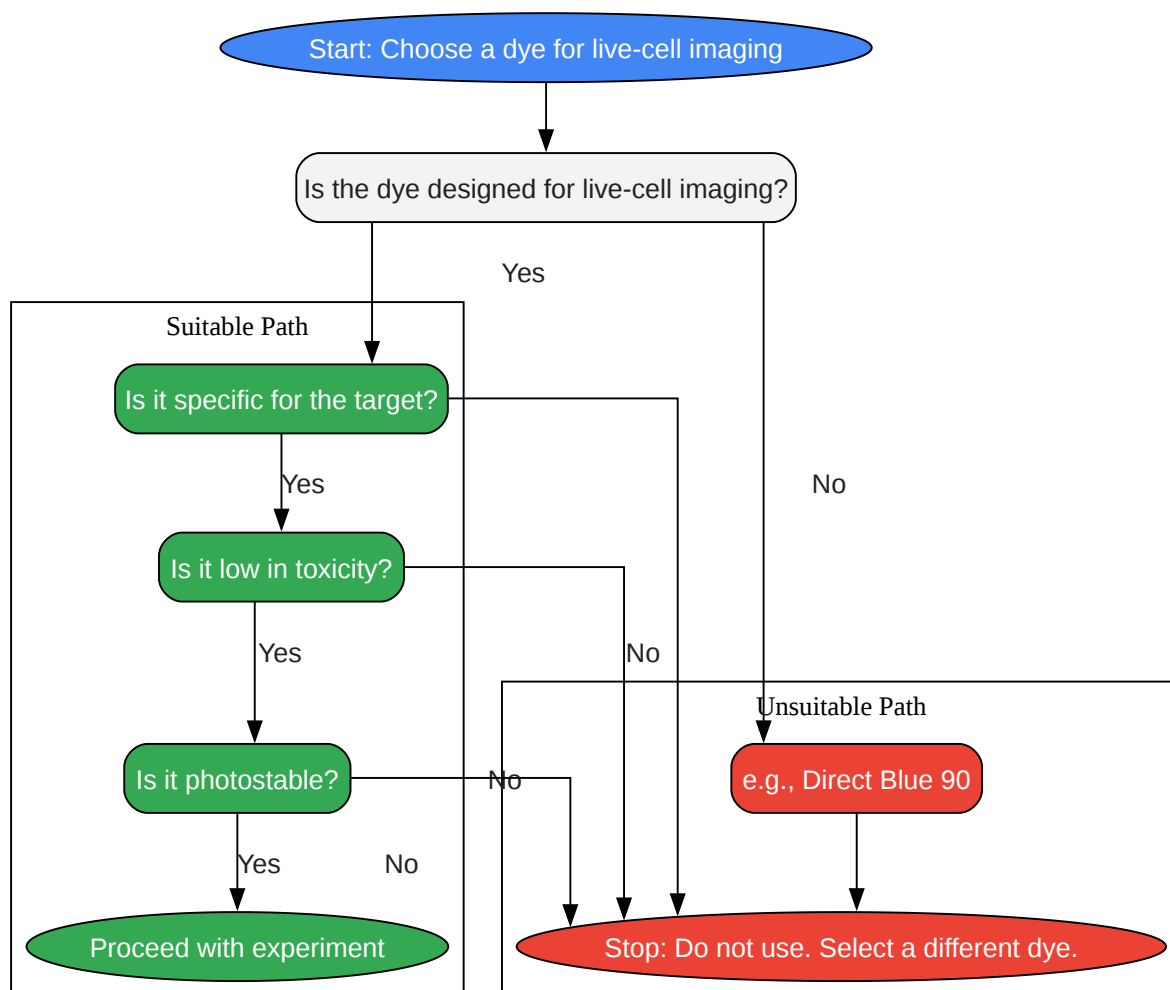 Start: Choose a dye for live-cell imaging
Is the dye designed for live-cell imaging?
Yes
Suitable Path
Is it specific for the target?
Yes
No
Is it low in toxicity?
Yes
No
Unsuitable Path
Is it photostable?
No
e.g., Direct Blue 90
Yes
No
Proceed with experiment
Stop: Do not use. Select a different dye.